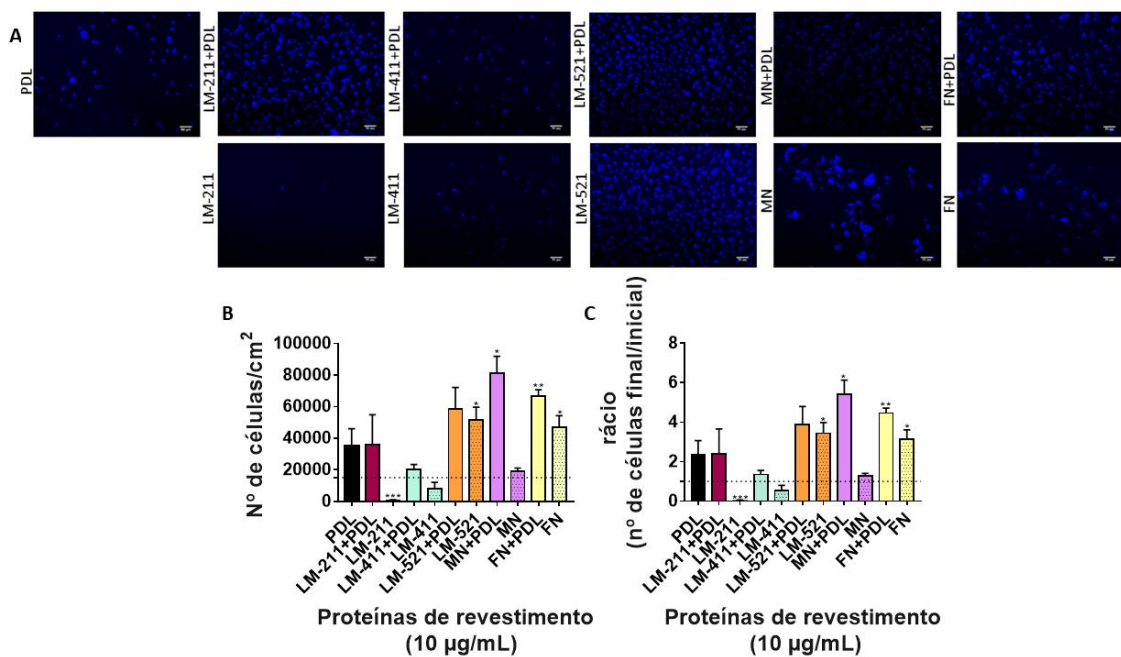 A
PDL
LM-211+PDL
LM-411+PDL
LM-521+PDL
MN+PDL
FN+PDL
LM-211
LM-411
LM-521
MN
FN
B
Nº de células/cm²
100000
80000
60000
40000
20000
0
***
*
*
**
*
PDL
LM-211+PDL
LM-211
LM-411+PDL
LM-411
LM-521+PDL
LM-521
MN+PDL
MN
FN+PDL
FN
Proteínas de revestimento
(10 µg/mL)
C
rácio
(nº de células final/inicial)
8
6
4
2
0
***
*
*
**
*
PDL
LM-211+PDL
LM-211
LM-411+PDL
LM-411
LM-521+PDL
LM-521
MN+PDL
MN
FN+PDL
FN
Proteínas de revestimento
(10 µg/mL)